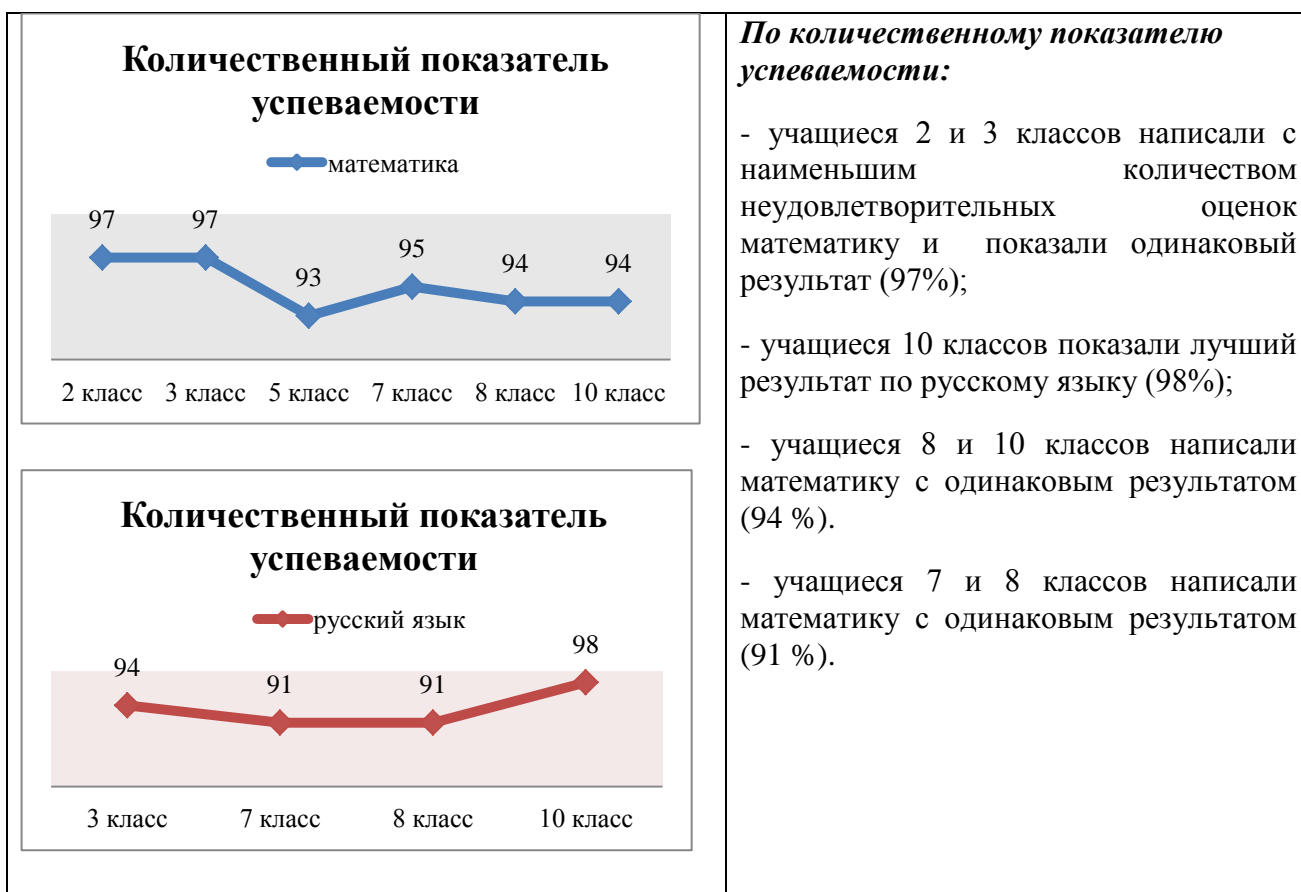 Количественный показатель
успеваемости
математика
97 97 93 95 94 94
2 класс 3 класс 5 класс 7 класс 8 класс 10 класс
Количественный показатель
успеваемости
русский язык
94 91 91 98
3 класс 7 класс 8 класс 10 класс
По количественному показателю
успеваемости:
- учащиеся 2 и 3 классов написали с
наименьшим количеством
неудовлетворительных оценок
математику и показали одинаковый
результат (97%);
- учащиеся 10 классов показали лучший
результат по русскому языку (98%);
- учащиеся 8 и 10 классов написали
математику с одинаковым результатом
(94 %).
- учащиеся 7 и 8 классов написали
математику с одинаковым результатом
(91 %).